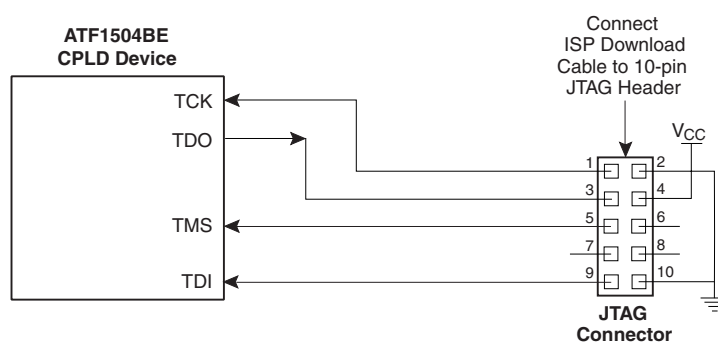 ATF1504BE
CPLD Device
TCK
TDO
TMS
TDI
Connect
ISP Download
Cable to 10-pin
JTAG Header
VCC
1 2
3 4
5 6
7 8
9 10
JTAG
Connector